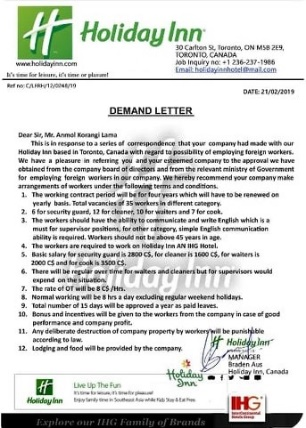 Holiday Inn
www.holidayinn.com
30 Carlton St, Toronto, ON M5B 2E9,
TORONTO, CANADA
Job Inquiry no: +1 236-237-1986
Email: holidayinnhotel@mail.com
It's time for leisure, it's time or pleasure!
Ref no: C/LHRH/12/0748/19
DATE: 21/02/2019
DEMAND LETTER
Dear Sir, Mr. Anmol Korangi Lama
This is in response to a series of correspondence that your company had made with our
Holiday Inn based in Toronto, Canada with regard to possibility of employing foreign workers.
We have a pleasure in referring you and your esteemed company to the approval we have
obtained from the company board of directors and from the relevant ministry of Government
for employing foreign workers in our company. We hereby recommend your company make
arrangements of workers under the following terms and conditions.
1. The working contract period will be for four years which will have to be renewed on
yearly basis. Total vacancies of 35 workers in different category.
2. 6 for security guard, 12 for cleaner, 10 for waiters and 7 for cook.
3. The workers should have the ability to communicate and write English which is a
must for supervisor positions, for other category, simple English communication
ability is required. Workers should not be above 45 years in age.
4. The workers are required to work on Holiday Inn AN IHG Hotel.
5. Basic salary for security guard is 2800 C$, for cleaner is 1600 C$, for waiters is
2000 C$ and for cook is 3500 C$.
6. There will be regular over time for waiters and cleaners but for supervisors would
expend on the situation.
7. The rate of OT will be 8 C$ /Hrs.
8. Normal working will be 8 hrs a day excluding regular weekend holidays.
9. Total number of 15 days will be approved a year as paid leaves.
10. Bonus and incentives will be given to the workers from the company in case of good
performance and company profit.
11. Any deliberate destruction of company property by workers will be punishable
according to law.
12. Lodging and food will be provided by the company.
Holiday Inn
MANAGER
Braden Aus
Holiday Inn, Canada
Holiday Inn
Live Up The Fun
It's time for leisure, it's time for pleasure!
Enjoy family time in Southeast Asia while Kids Stay & Eat Free
IHG
Explore our IHG Family of Brands